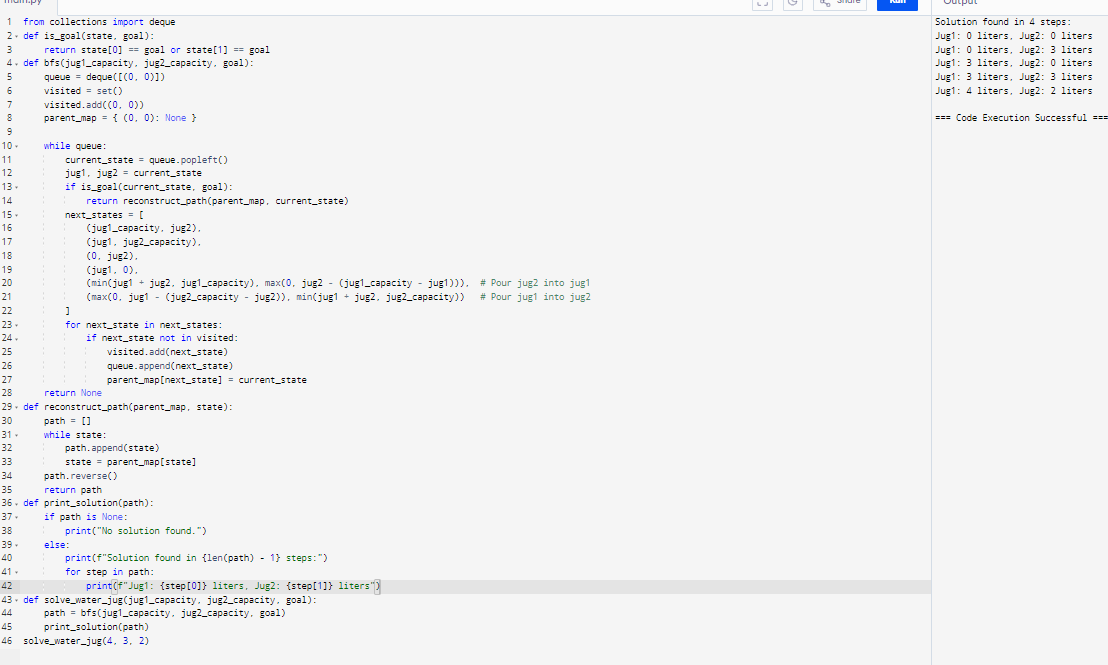 main.py
Share
Run
Output
1 from collections import deque
2 def is_goal(state, goal):
3     return state[0] == goal or state[1] == goal
4 def bfs(jug1_capacity, jug2_capacity, goal):
5     queue = deque([(0, 0)])
6     visited = set()
7     visited.add((0, 0))
8     parent_map = { (0, 0): None }
9
10     while queue:
11         current_state = queue.popleft()
12         jug1, jug2 = current_state
13         if is_goal(current_state, goal):
14             return reconstruct_path(parent_map, current_state)
15         next_states = [
16             (jug1_capacity, jug2),
17             (jug1, jug2_capacity),
18             (0, jug2),
19             (jug1, 0),
20             (min(jug1 + jug2, jug1_capacity), max(0, jug2 - (jug1_capacity - jug1))),  # Pour jug2 into jug1
21             (max(0, jug1 - (jug2_capacity - jug2)), min(jug1 + jug2, jug2_capacity))   # Pour jug1 into jug2
22         ]
23         for next_state in next_states:
24             if next_state not in visited:
25                 visited.add(next_state)
26                 queue.append(next_state)
27                 parent_map[next_state] = current_state
28     return None
29 def reconstruct_path(parent_map, state):
30     path = []
31     while state:
32         path.append(state)
33         state = parent_map[state]
34     path.reverse()
35     return path
36 def print_solution(path):
37     if path is None:
38         print("No solution found.")
39     else:
40         print(f"Solution found in {len(path) - 1} steps:")
41         for step in path:
42             print(f"Jug1: {step[0]} liters, Jug2: {step[1]} liters")
43 def solve_water_jug(jug1_capacity, jug2_capacity, goal):
44     path = bfs(jug1_capacity, jug2_capacity, goal)
45     print_solution(path)
46 solve_water_jug(4, 3, 2)
Solution found in 4 steps:
Jug1: 0 liters, Jug2: 0 liters
Jug1: 0 liters, Jug2: 3 liters
Jug1: 3 liters, Jug2: 0 liters
Jug1: 3 liters, Jug2: 3 liters
Jug1: 4 liters, Jug2: 2 liters
=== Code Execution Successful ===